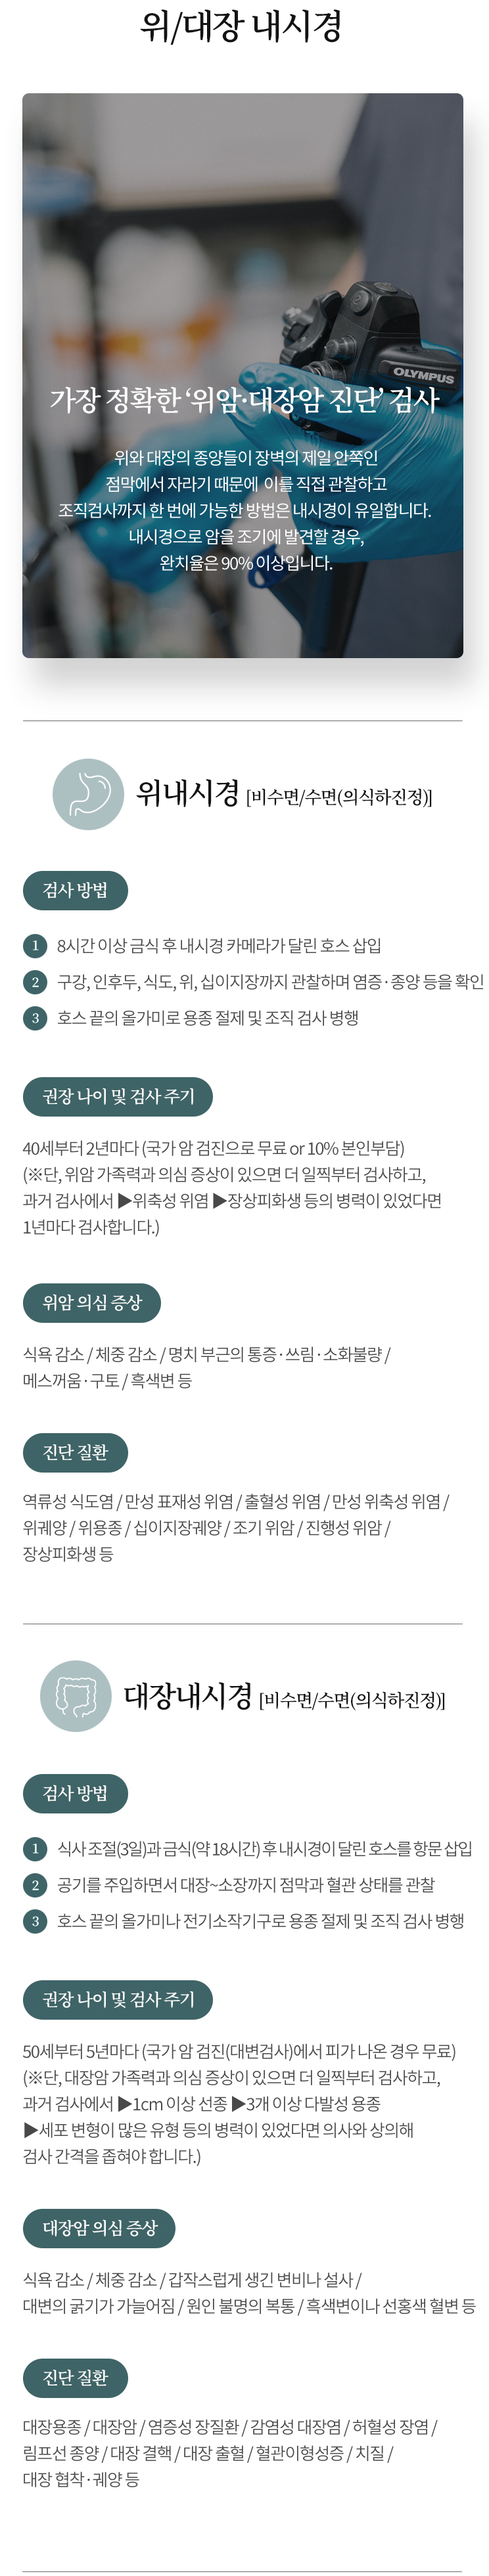 위/대장 내시경
OLYMPUS
가장 정확한 ‘위암·대장암 진단’ 검사
위와 대장의 종양들이 장벽의 제일 안쪽인
점막에서 자라기 때문에 이를 직접 관찰하고
조직검사까지 한 번에 가능한 방법은 내시경이 유일합니다.
내시경으로 암을 조기에 발견할 경우,
완치율은 90% 이상입니다.
위내시경 [비수면/수면(의식하진정)]
검사 방법
1 8시간 이상 금식 후 내시경 카메라가 달린 호스 삽입
2 구강, 인후두, 식도, 위, 십이지장까지 관찰하며 염증·종양 등을 확인
3 호스 끝의 올가미로 용종 절제 및 조직 검사 병행
권장 나이 및 검사 주기
40세부터 2년마다 (국가 암 검진으로 무료 or 10% 본인부담)
(※단, 위암 가족력과 의심 증상이 있으면 더 일찍부터 검사하고,
과거 검사에서 ▶위축성 위염 ▶장상피화생 등의 병력이 있었다면
1년마다 검사합니다.)
위암 의심 증상
식욕 감소 / 체중 감소 / 명치 부근의 통증·쓰림·소화불량 /
메스꺼움·구토 / 흑색변 등
진단 질환
역류성 식도염 / 만성 표재성 위염 / 출혈성 위염 / 만성 위축성 위염 /
위궤양 / 위용종 / 십이지장궤양 / 조기 위암 / 진행성 위암 /
장상피화생 등
대장내시경 [비수면/수면(의식하진정)]
검사 방법
1 식사 조절(3일)과 금식(약 18시간) 후 내시경이 달린 호스를 항문 삽입
2 공기를 주입하면서 대장~소장까지 점막과 혈관 상태를 관찰
3 호스 끝의 올가미나 전기소작기구로 용종 절제 및 조직 검사 병행
권장 나이 및 검사 주기
50세부터 5년마다 (국가 암 검진(대변검사)에서 피가 나온 경우 무료)
(※단, 대장암 가족력과 의심 증상이 있으면 더 일찍부터 검사하고,
과거 검사에서 ▶1cm 이상 선종 ▶3개 이상 다발성 용종
▶세포 변형이 많은 유형 등의 병력이 있었다면 의사와 상의해
검사 간격을 좁혀야 합니다.)
대장암 의심 증상
식욕 감소 / 체중 감소 / 갑작스럽게 생긴 변비나 설사 /
대변의 굵기가 가늘어짐 / 원인 불명의 복통 / 흑색변이나 선홍색 혈변 등
진단 질환
대장용종 / 대장암 / 염증성 장질환 / 감염성 대장염 / 허혈성 장염 /
림프선 종양 / 대장 결핵 / 대장 출혈 / 혈관이형성증 / 치질 /
대장 협착·궤양 등